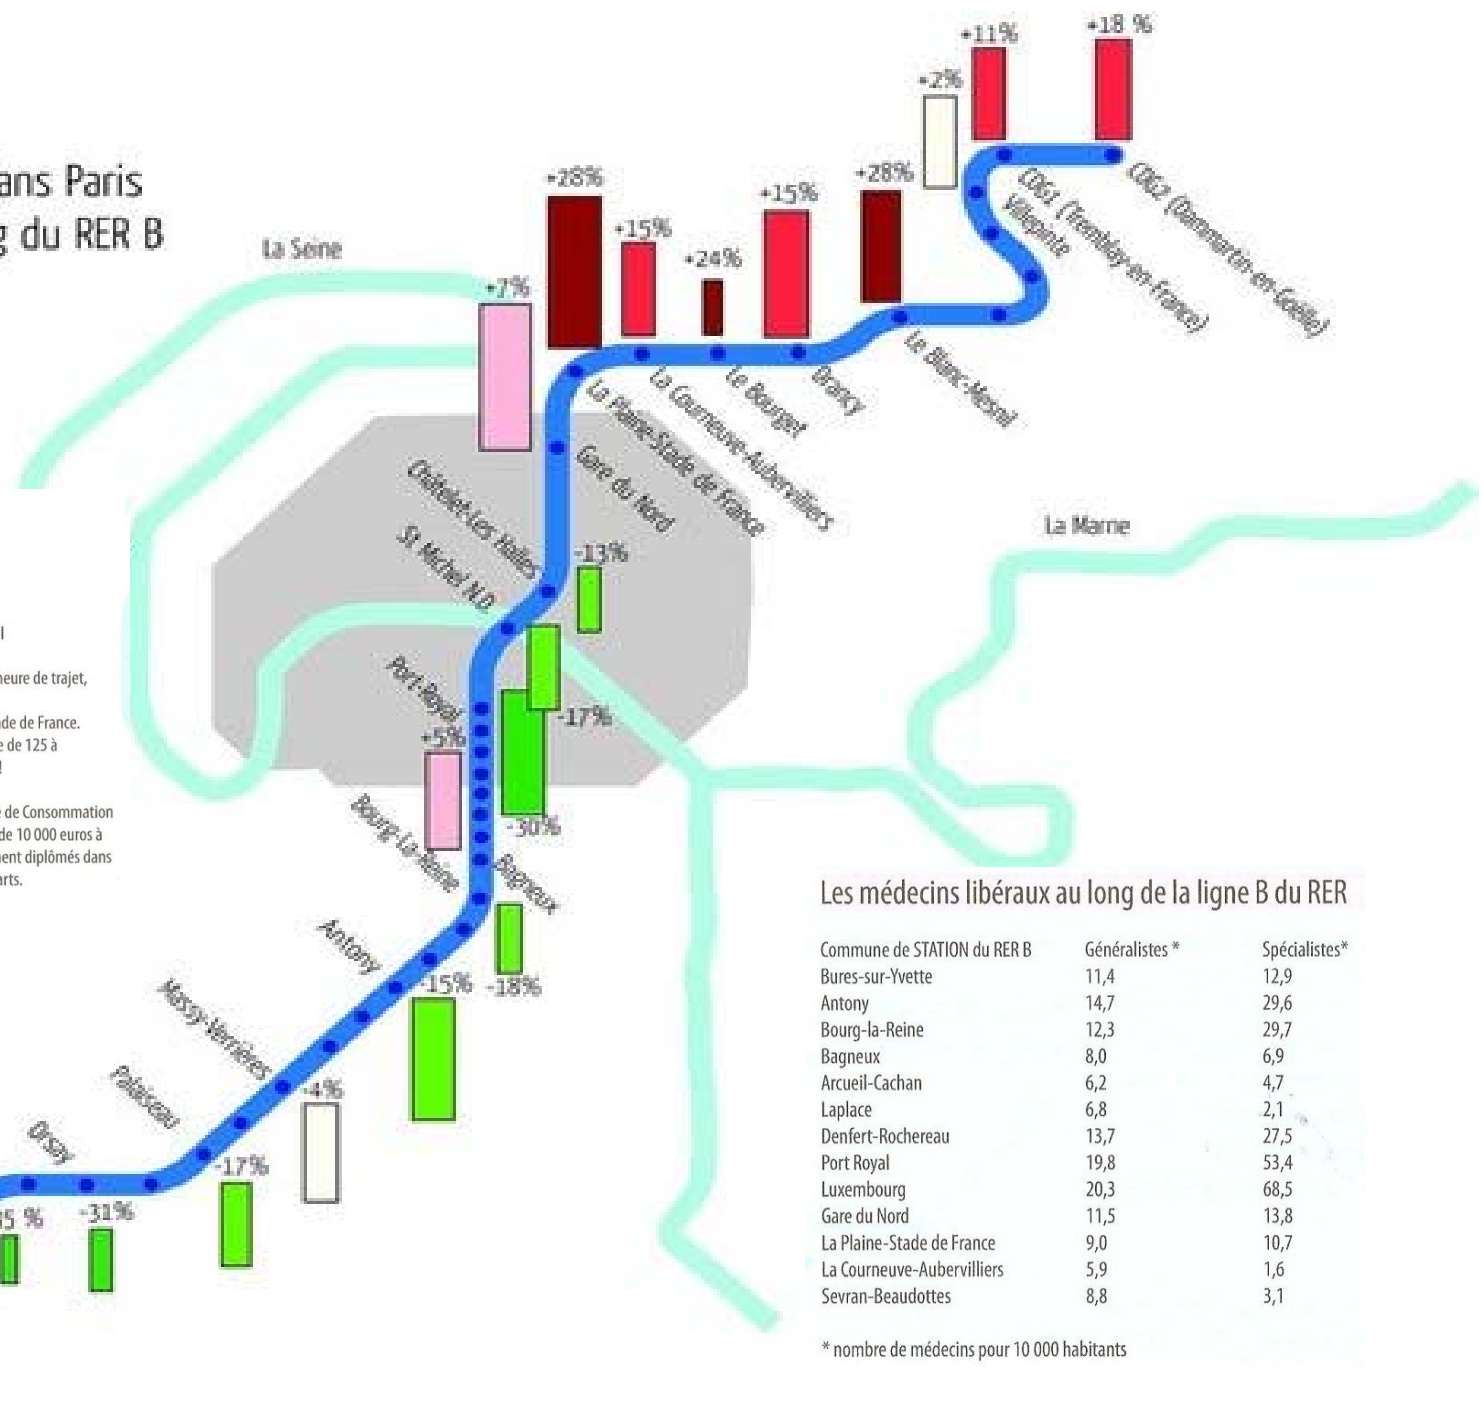 +18 %
+11%
+2%
ans Paris
g du RER B
+28%
+15%
+24%
+15%
+28%
La Seine
+7%
CDG2 (Dammartin-en-Goëlle)
CDG1 (Tremblay-en-France)
Villepinte
Le Blanc-Mesnil
Drancy
Le Bourget
La Courneuve-Aubervilliers
La Plaine-Stade de France
Gare du Nord
Châtelet-Les Halles
St Michel N.D.
La Marne
-13%
Port-Royal
-17%
+5%
-30%
Bourg-La-Reine
Bagneux
Antony
-15%
-18%
Massy-Verrières
-4%
Palaiseau
-17%
Orsay
-31%
35 %
l
heure de trajet,
ade de France.
e de 125 à
!
e de Consommation
de 10 000 euros à
ment diplômés dans
arts.
Les médecins libéraux au long de la ligne B du RER
Commune de STATION du RER B Généralistes * Spécialistes*
Bures-sur-Yvette 11,4 12,9
Antony 14,7 29,6
Bourg-la-Reine 12,3 29,7
Bagneux 8,0 6,9
Arcueil-Cachan 6,2 4,7
Laplace 6,8 2,1
Denfert-Rochereau 13,7 27,5
Port Royal 19,8 53,4
Luxembourg 20,3 68,5
Gare du Nord 11,5 13,8
La Plaine-Stade de France 9,0 10,7
La Courneuve-Aubervilliers 5,9 1,6
Sevran-Beaudottes 8,8 3,1
* nombre de médecins pour 10 000 habitants